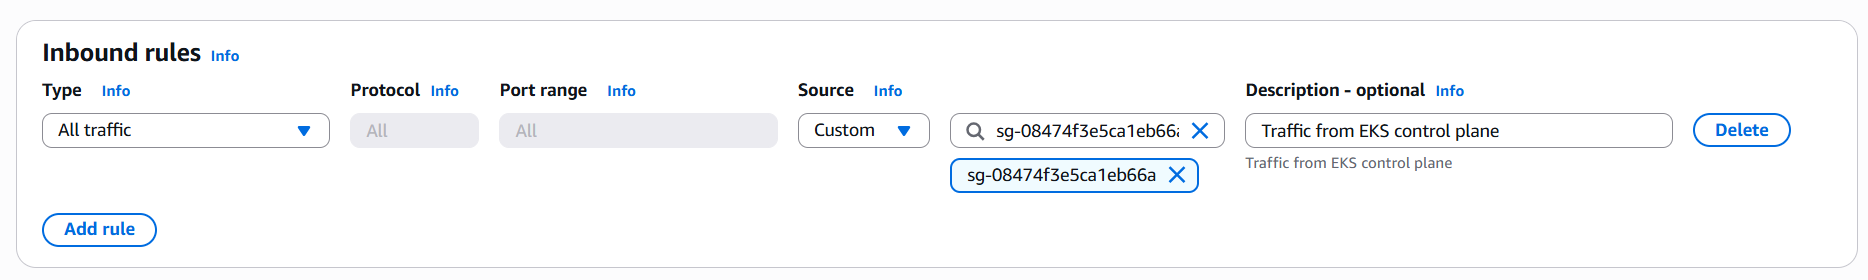 Inbound rules Info
Type Info Protocol Info Port range Info Source Info Description - optional Info
All traffic All All Custom sg-08474f3e5ca1eb66a Traffic from EKS control plane Delete
sg-08474f3e5ca1eb66a Traffic from EKS control plane
Add rule